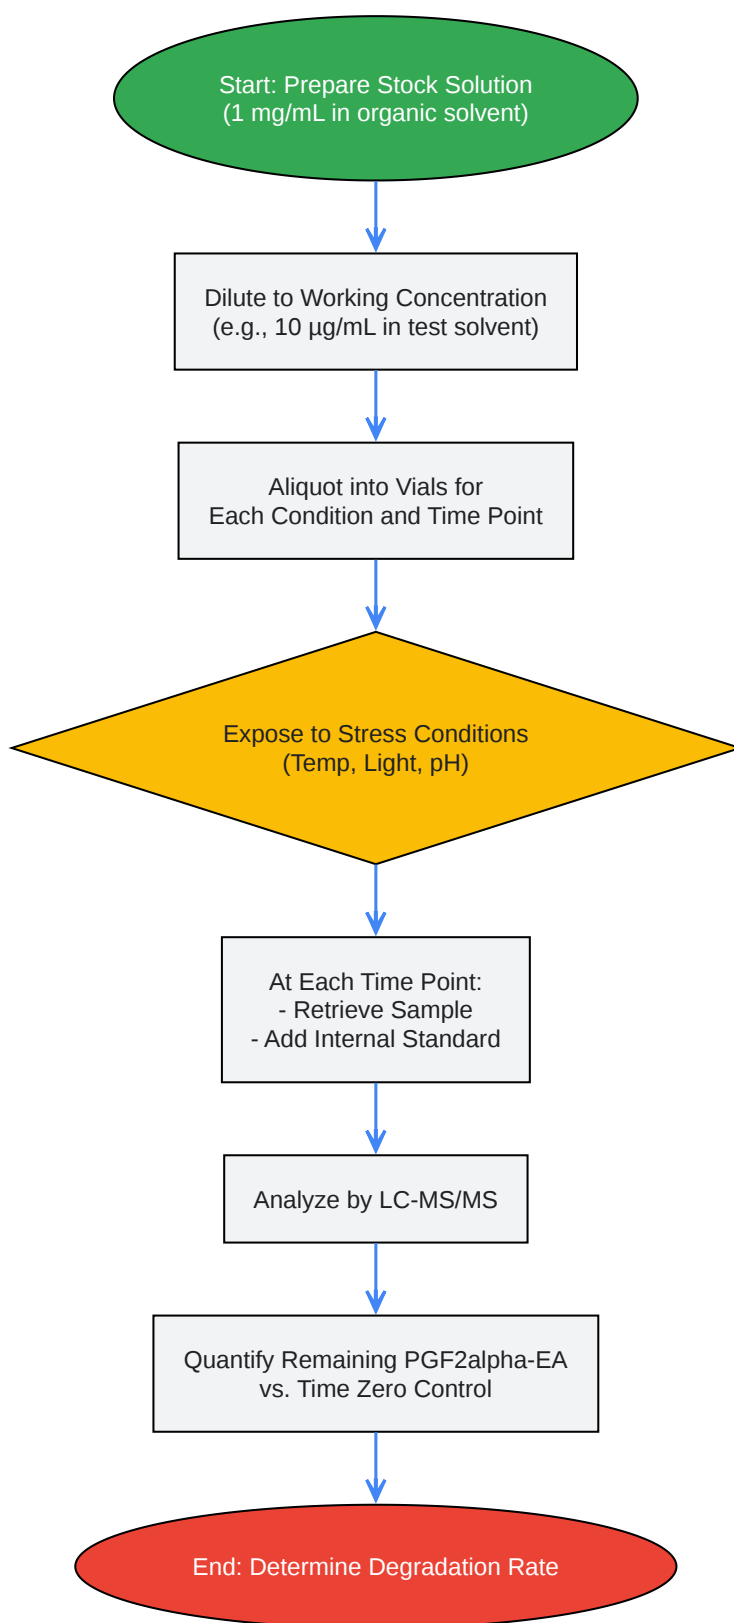 Start: Prepare Stock Solution
(1 mg/mL in organic solvent)
Dilute to Working Concentration
(e.g., 10 µg/mL in test solvent)
Aliquot into Vials for
Each Condition and Time Point
Expose to Stress Conditions
(Temp, Light, pH)
At Each Time Point:
- Retrieve Sample
- Add Internal Standard
Analyze by LC-MS/MS
Quantify Remaining PGF2alpha-EA
vs. Time Zero Control
End: Determine Degradation Rate